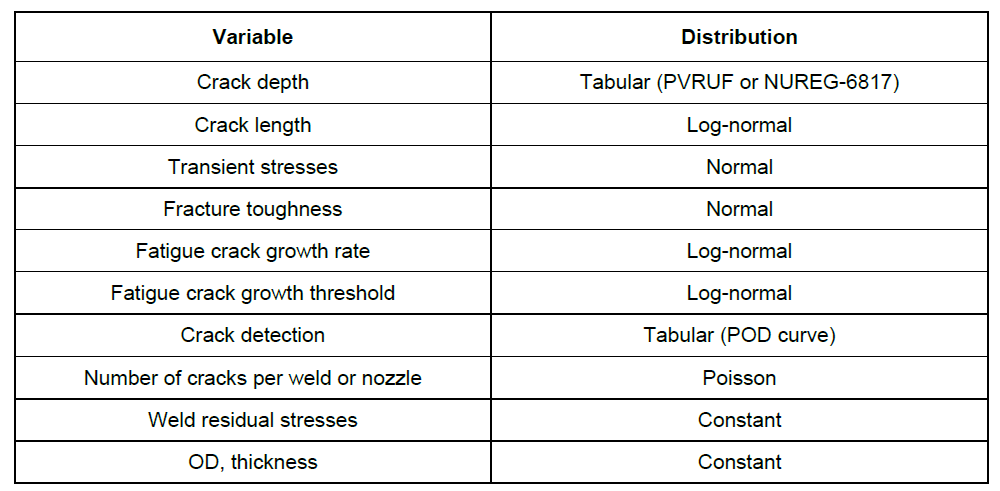 Variable Distribution
Crack depth Tabular (PVRUF or NUREG-6817)
Crack length Log-normal
Transient stresses Normal
Fracture toughness Normal
Fatigue crack growth rate Log-normal
Fatigue crack growth threshold Log-normal
Crack detection Tabular (POD curve)
Number of cracks per weld or nozzle Poisson
Weld residual stresses Constant
OD, thickness Constant